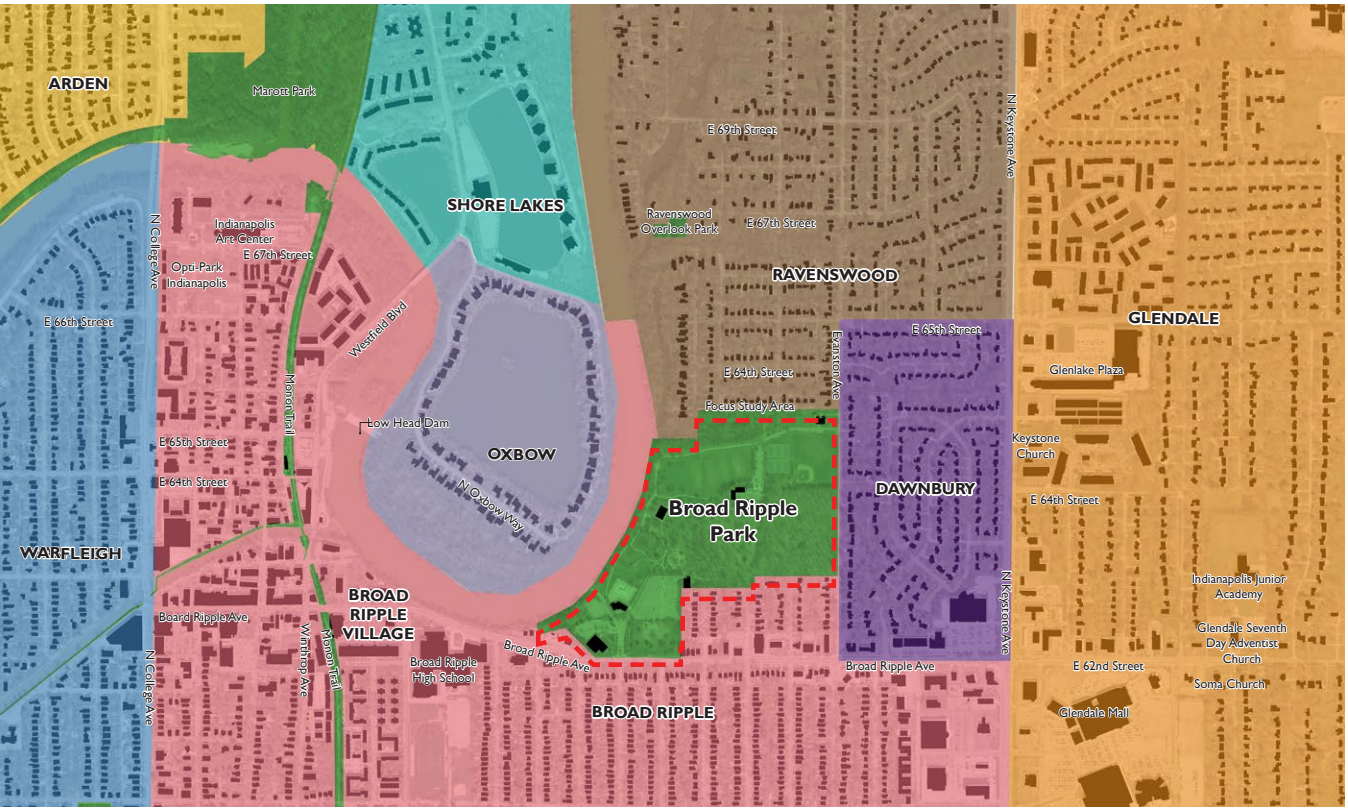 ARDEN
Marott Park
E 69th Street
N Keystone Ave
SHORE LAKES
Indianapolis
Art Center
E 67th Street
N College Ave
Opti-Park
Indianapolis
Ravenswood
Overlook Park
E 67th Street
RAVENSWOOD
E 66th Street
Westfield Blvd
E 65th Street
GLENDALE
Evanston Ave
E 64th Street
Glenlake Plaza
Monon Trail
Focus Study Area
Low Head Dam
E 65th Street
OXBOW
Keystone
Church
E 64th Street
N Oxbow Way
DAWNBURY
E 64th Street
Broad Ripple
Park
WARFLEIGH
BROAD
RIPPLE
VILLAGE
Board Ripple Ave
Winthrop Ave
Monon Trail
N College Ave
Broad Ripple
High School
Broad Ripple Ave
N Keystone Ave
Broad Ripple Ave
Indianapolis Junior
Academy
Glendale Seventh
Day Adventist
Church
E 62nd Street
Soma Church
BROAD RIPPLE
Glendale Mall